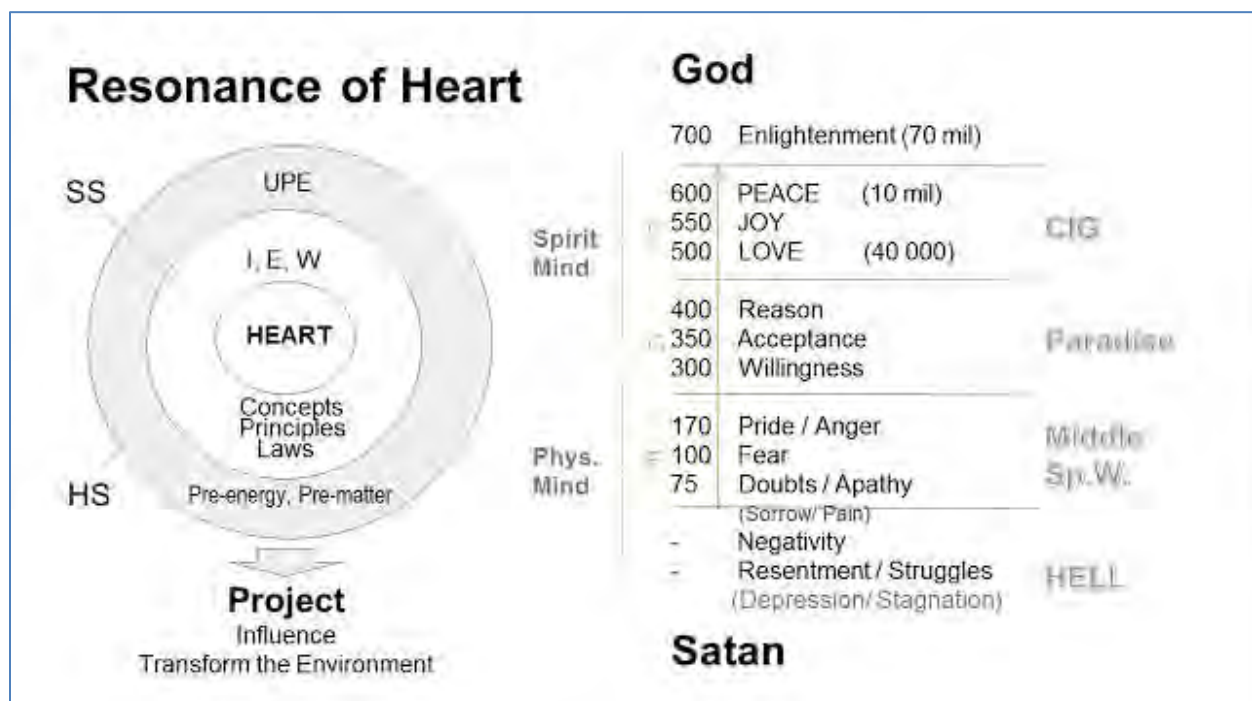 Resonance of Heart
SS
UPE
I, E, W
HEART
Concepts
Principles
Laws
HS
Pre-energy, Pre-matter
Project
Influence
Transform the Environment
Spirit
Mind
Phys.
Mind
God
700 Enlightenment (70 mil)
600 PEACE (10 mil)
550 JOY
500 LOVE (40 000)
CIG
400 Reason
350 Acceptance
300 Willingness
Paradise
170 Pride / Anger
100 Fear
75 Doubts / Apathy
(Sorrow/ Pain)
Middle
Sp.W.
- Negativity
- Resentment / Struggles
(Depression/ Stagnation)
HELL
Satan